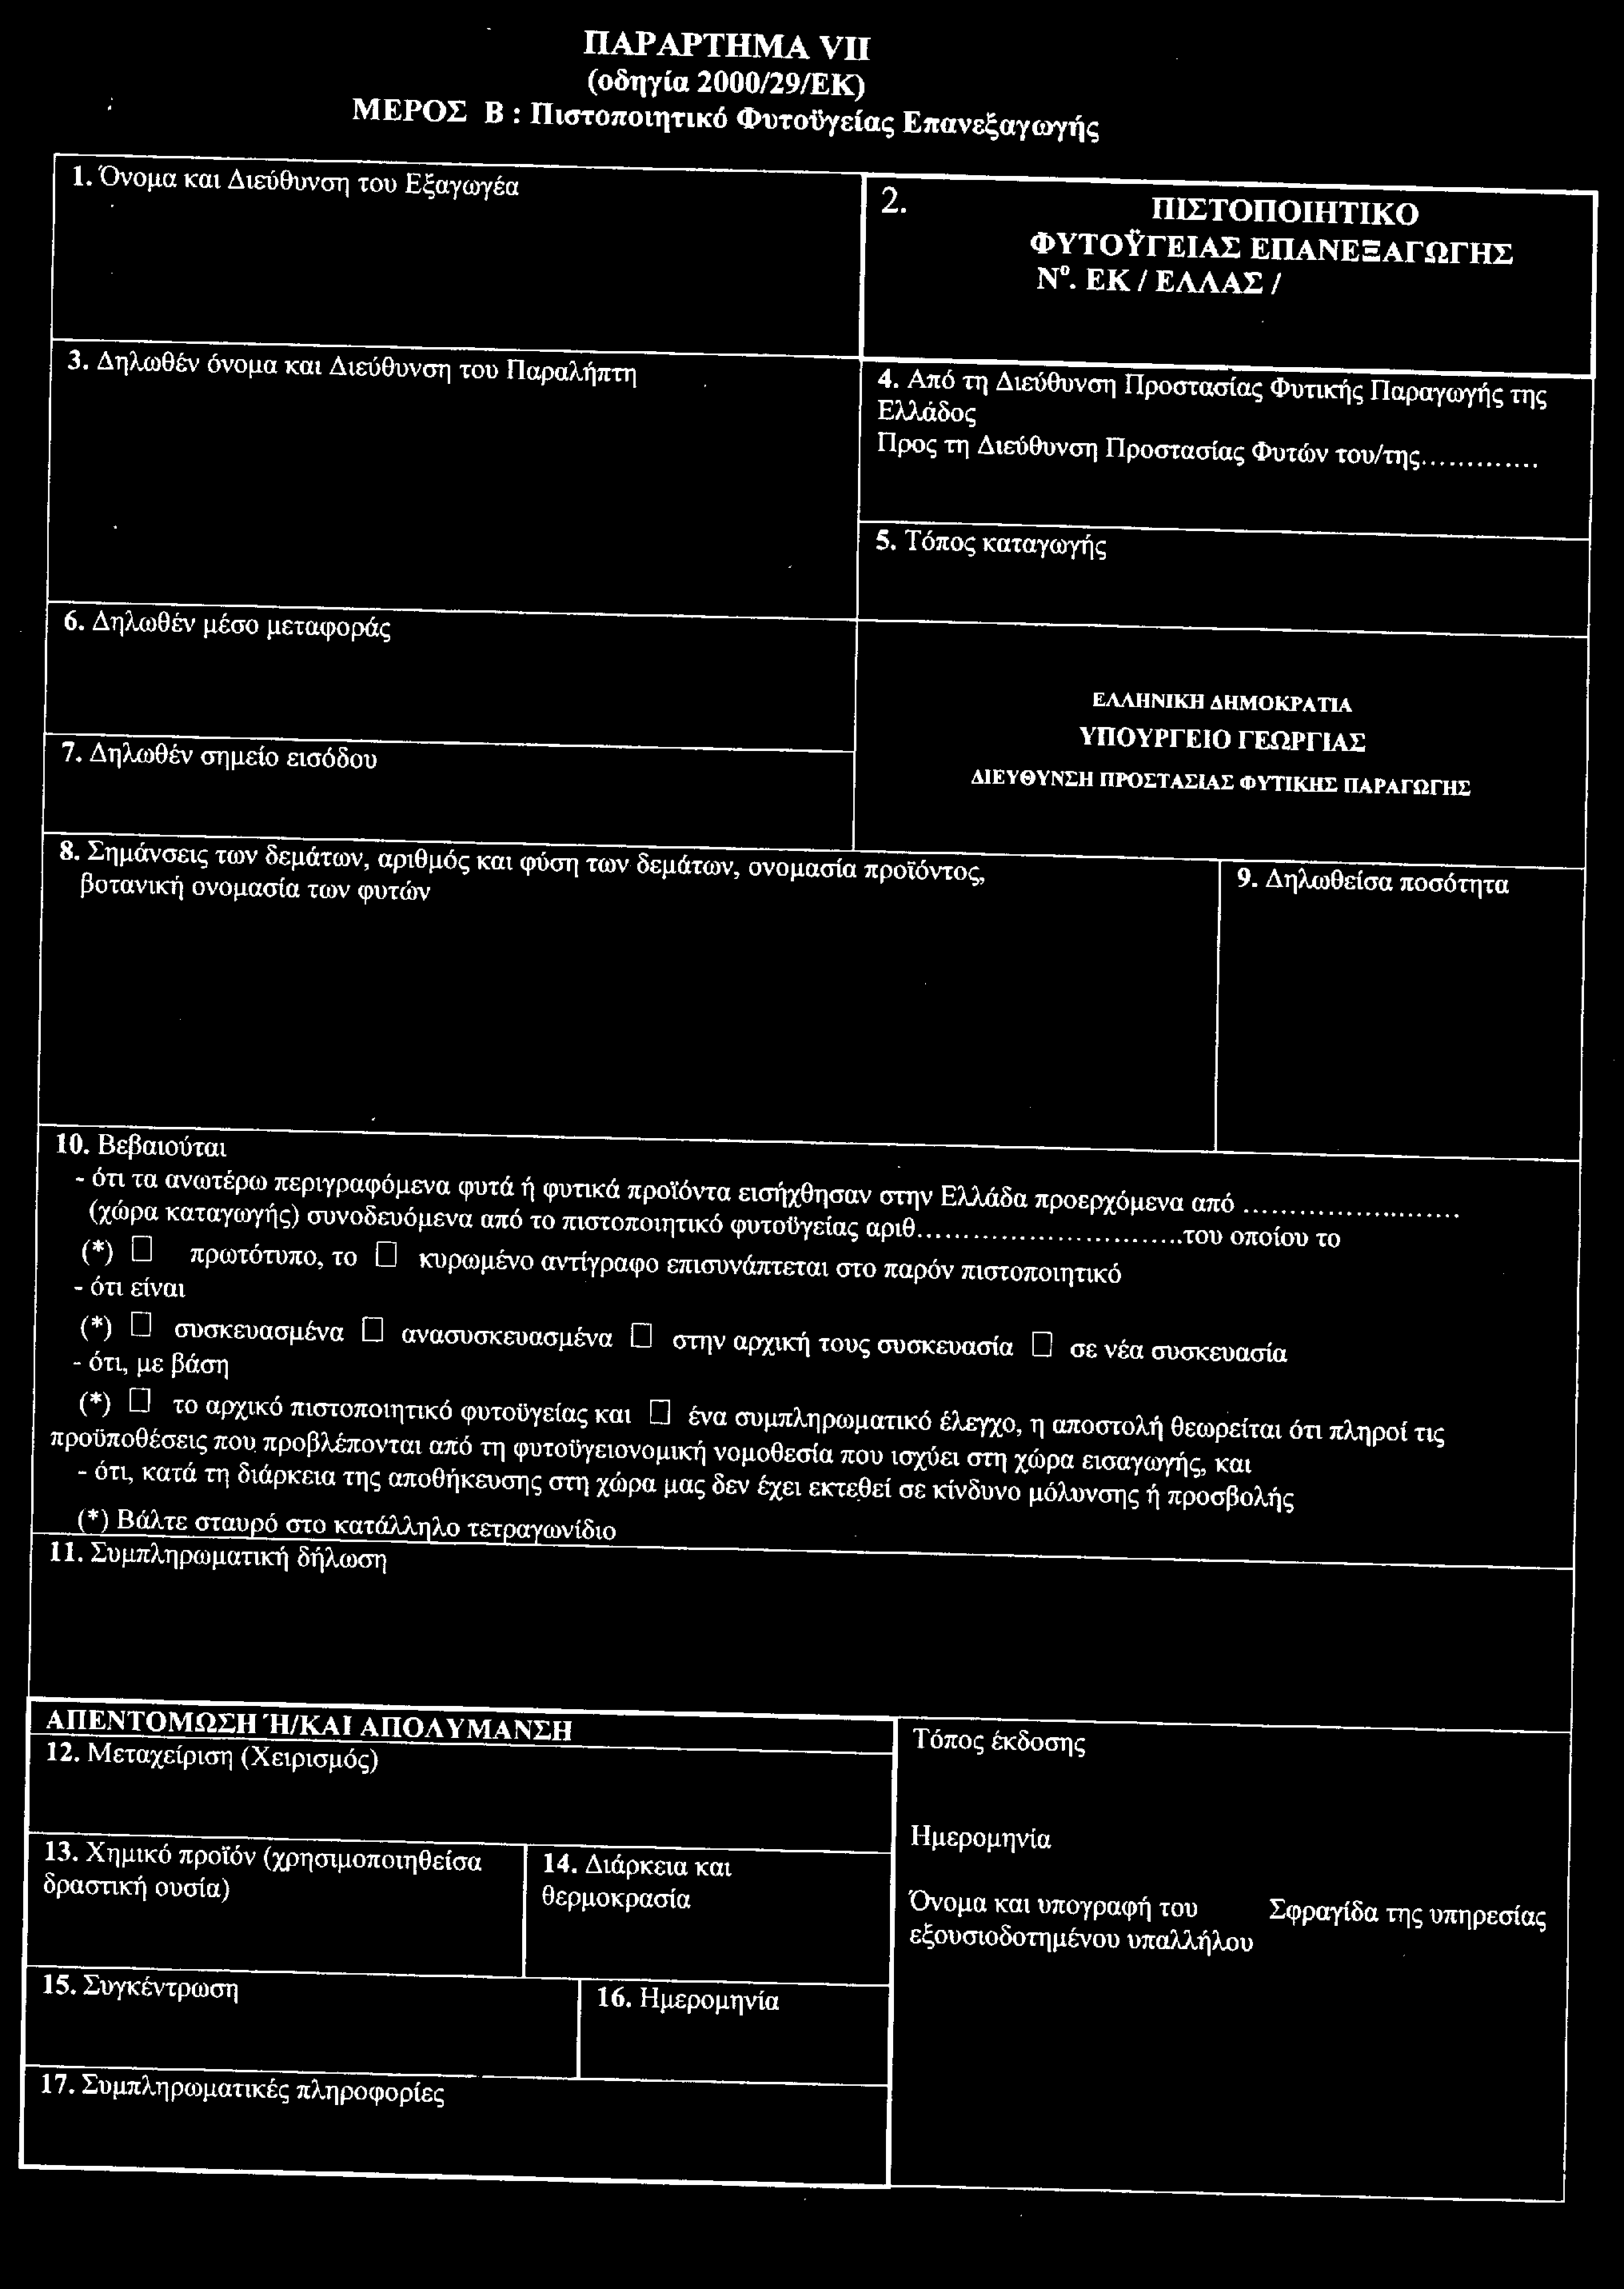 ΠΑΡΑΡΤΗΜΑ VII
(οδηγία 2000/29/ΕΚ)
ΜΕΡΟΣ Β : Πιστοποιητικό Φυτοϋγείας Επανεξαγωγής
1. Όνομα και Διεύθυνση του Εξαγωγέα
2. ΠΙΣΤΟΠΟΙΗΤΙΚΟ
ΦΥΤΟΫΓΕΙΑΣ ΕΠΑΝΕΞΑΓΩΓΗΣ
Νº. ΕΚ / ΕΛΛΑΣ /
3. Δηλωθέν όνομα και Διεύθυνση του Παραλήπτη
4. Από τη Διεύθυνση Προστασίας Φυτικής Παραγωγής της
Ελλάδος
Προς τη Διεύθυνση Προστασίας Φυτών του/της..............
5. Τόπος καταγωγής
6. Δηλωθέν μέσο μεταφοράς
ΕΛΛΗΝΙΚΗ ΔΗΜΟΚΡΑΤΙΑ
ΥΠΟΥΡΓΕΙΟ ΓΕΩΡΓΙΑΣ
ΔΙΕΥΘΥΝΣΗ ΠΡΟΣΤΑΣΙΑΣ ΦΥΤΙΚΗΣ ΠΑΡΑΓΩΓΗΣ
7. Δηλωθέν σημείο εισόδου
8. Σημάνσεις των δεμάτων, αριθμός και φύση των δεμάτων, ονομασία προϊόντος,
βοτανική ονομασία των φυτών
9. Δηλωθείσα ποσότητα
10. Βεβαιούται
- ότι τα ανωτέρω περιγραφόμενα φυτά ή φυτικά προϊόντα εισήχθησαν στην Ελλάδα προερχόμενα από ..........................
(χώρα καταγωγής) συνοδευόμενα από το πιστοποιητικό φυτοϋγείας αριθ................................του οποίου το
(*) □ πρωτότυπο, το □ κυρωμένο αντίγραφο επισυνάπτεται στο παρόν πιστοποιητικό
- ότι είναι
(*) □ συσκευασμένα □ ανασυσκευασμένα □ στην αρχική τους συσκευασία □ σε νέα συσκευασία
- ότι, με βάση
(*) □ το αρχικό πιστοποιητικό φυτοϋγείας και □ ένα συμπληρωματικό έλεγχο, η αποστολή θεωρείται ότι πληροί τις
προϋποθέσεις που προβλέπονται από τη φυτοϋγειονομική νομοθεσία που ισχύει στη χώρα εισαγωγής, και
- ότι, κατά τη διάρκεια της αποθήκευσης στη χώρα μας δεν έχει εκτεθεί σε κίνδυνο μόλυνσης ή προσβολής
(*) Βάλτε σταυρό στο κατάλληλο τετραγωνίδιο
11. Συμπληρωματική δήλωση
ΑΠΕΝΤΟΜΩΣΗ Ή/ΚΑΙ ΑΠΟΛΥΜΑΝΣΗ
12. Μεταχείριση (Χειρισμός)
Τόπος έκδοσης
Ημερομηνία
13. Χημικό προϊόν (χρησιμοποιηθείσα
δραστική ουσία)
14. Διάρκεια και
θερμοκρασία
Όνομα και υπογραφή του
εξουσιοδοτημένου υπαλλήλου
Σφραγίδα της υπηρεσίας
15. Συγκέντρωση
16. Ημερομηνία
17. Συμπληρωματικές πληροφορίες